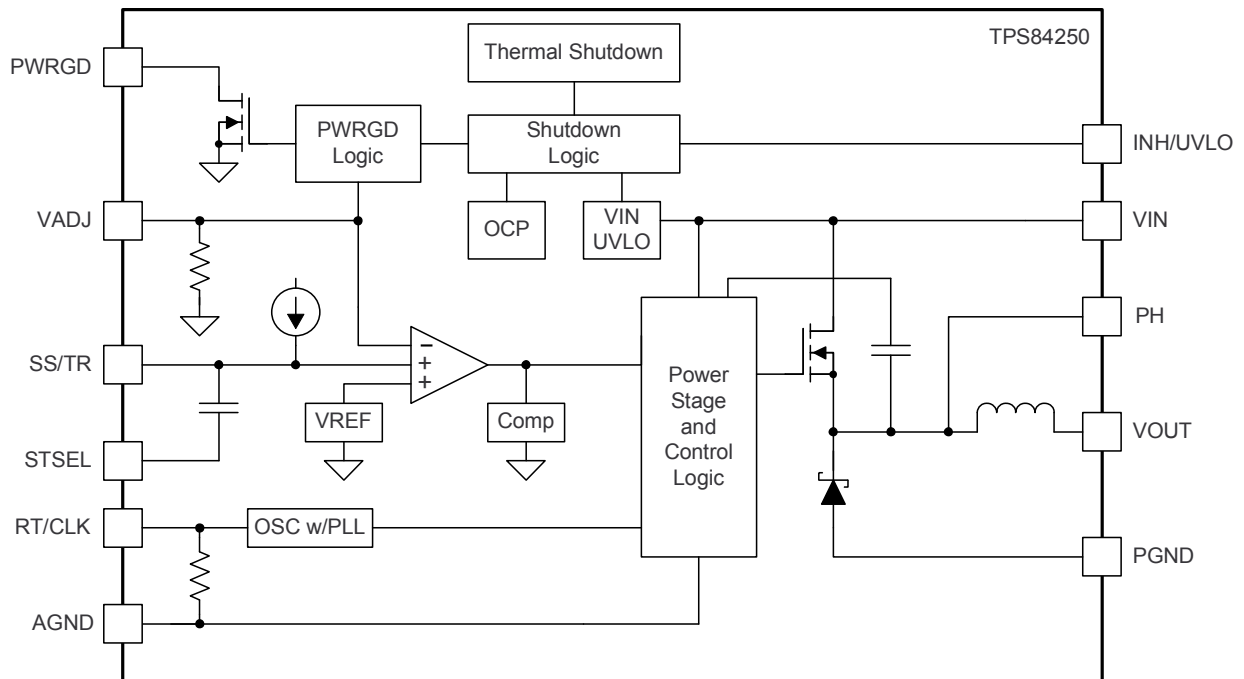 TPS84250
PWRGD
Thermal Shutdown
PWRGD
Logic
Shutdown
Logic
INH/UVLO
VADJ
OCP
VIN
UVLO
VIN
PH
SS/TR
−
+
+
VREF
Comp
Power
Stage
and
Control
Logic
VOUT
STSEL
RT/CLK
OSC w/PLL
PGND
AGND